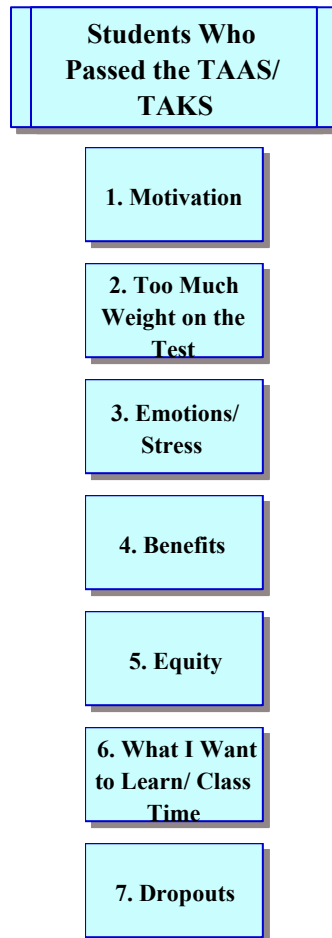 Students Who
Passed the TAAS/
TAKS
1. Motivation
2. Too Much
Weight on the
Test
3. Emotions/
Stress
4. Benefits
5. Equity
6. What I Want
to Learn/ Class
Time
7. Dropouts